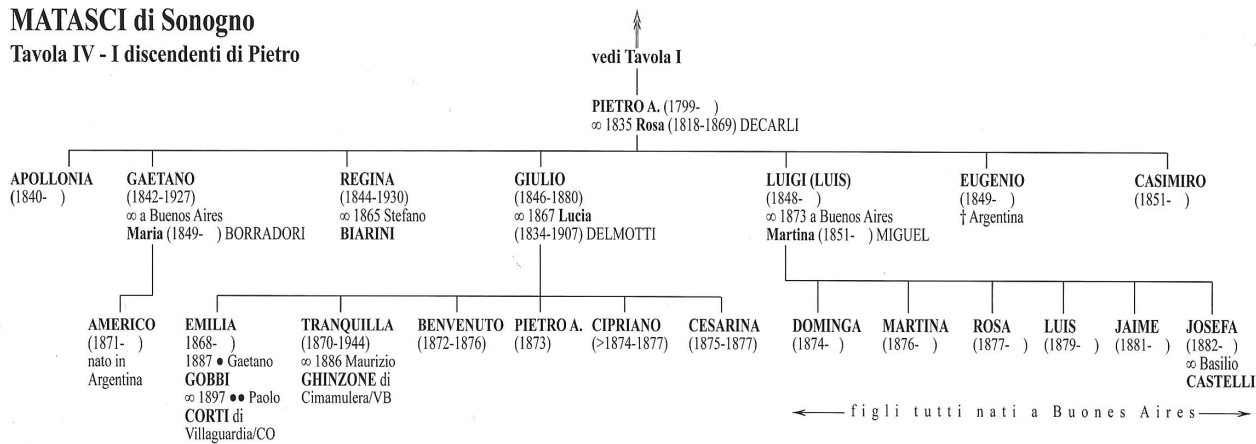 MATASCI di Sonogno
Tavola IV - I discendenti di Pietro
vedi Tavola I
PIETRO A. (1799- )
∞ 1835 Rosa (1818-1869) DECARLI
APOLLONIA
(1840- )
GAETANO
(1842-1927)
∞ a Buenos Aires
Maria (1849- ) BORRADORI
REGINA
(1844-1930)
∞ 1865 Stefano
BIARINI
GIULIO
(1846-1880)
∞ 1867 Lucia
(1834-1907) DELMOTTI
LUIGI (LUIS)
(1848- )
∞ 1873 a Buenos Aires
Martina (1851- ) MIGUEL
EUGENIO
(1849- )
† Argentina
CASIMIRO
(1851- )
AMERICO
(1871- )
nato in
Argentina
EMILIA
1868- )
1887 • Gaetano
GOBBI
∞ 1897 •• Paolo
CORTI di
Villaguardia/CO
TRANQUILLA
(1870-1944)
∞ 1886 Maurizio
GHINZONE di
Cimamulera/VB
BENVENUTO
(1872-1876)
PIETRO A.
(1873)
CIPRIANO
(>1874-1877)
CESARINA
(1875-1877)
DOMINGA
(1874- )
MARTINA
(1876- )
ROSA
(1877- )
LUIS
(1879- )
JAIME
(1881- )
JOSEFA
(1882- )
∞ Basilio
CASTELLI
figli tutti nati a Buones Aires